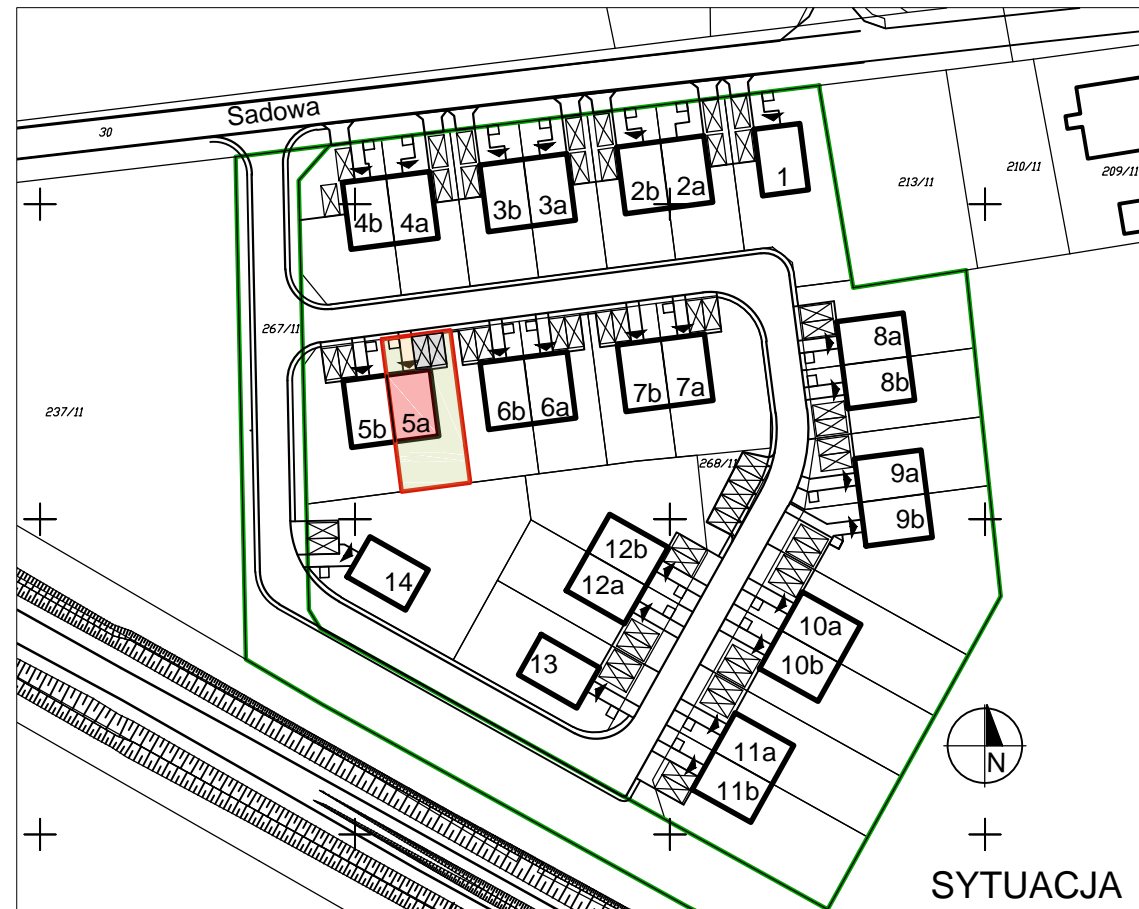 Sadowa
30
1
2a
2b
3a
3b
4a
4b
213/11
210/11
209/11
267/11
237/11
5b
5a
6b
6a
7b
7a
8a
8b
268/11
9a
9b
12b
12a
14
13
10a
10b
11a
11b
N
SYTUACJA